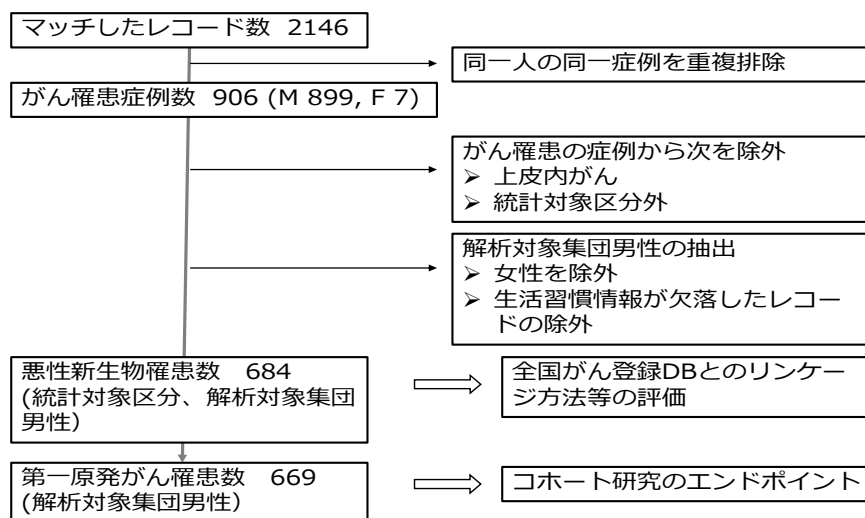 マッチしたレコード数 2146
同一人の同一症例を重複排除
がん罹患症例数 906 (M 899, F 7)
がん罹患の症例から次を除外
➢ 上皮内がん
➢ 統計対象区分外
解析対象集団男性の抽出
➢ 女性を除外
➢ 生活習慣情報が欠落したレコ
ードの除外
悪性新生物罹患数 684
(統計対象区分、解析対象集団
男性)
全国がん登録DBとのリンケー
ジ方法等の評価
第一原発がん罹患数 669
(解析対象集団男性)
コホート研究のエンドポイント